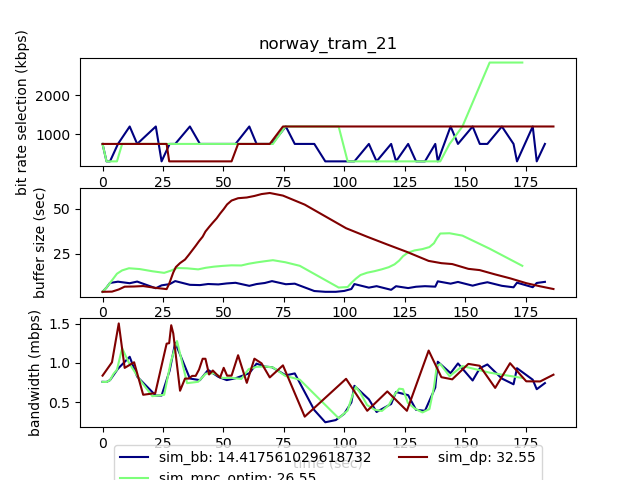 norway_tram_21
bit rate selection (kbps)
2000
1000
0 25 50 75 100 125 150 175
buffer size (sec)
50
25
0 25 50 75 100 125 150 175
bandwidth (mbps)
1.5
1.0
0.5
0 25 50 75 100 125 150 175
time (sec)
sim_bb: 14.417561029618732 sim_dp: 32.55
sim_mpc_optim: 26.55